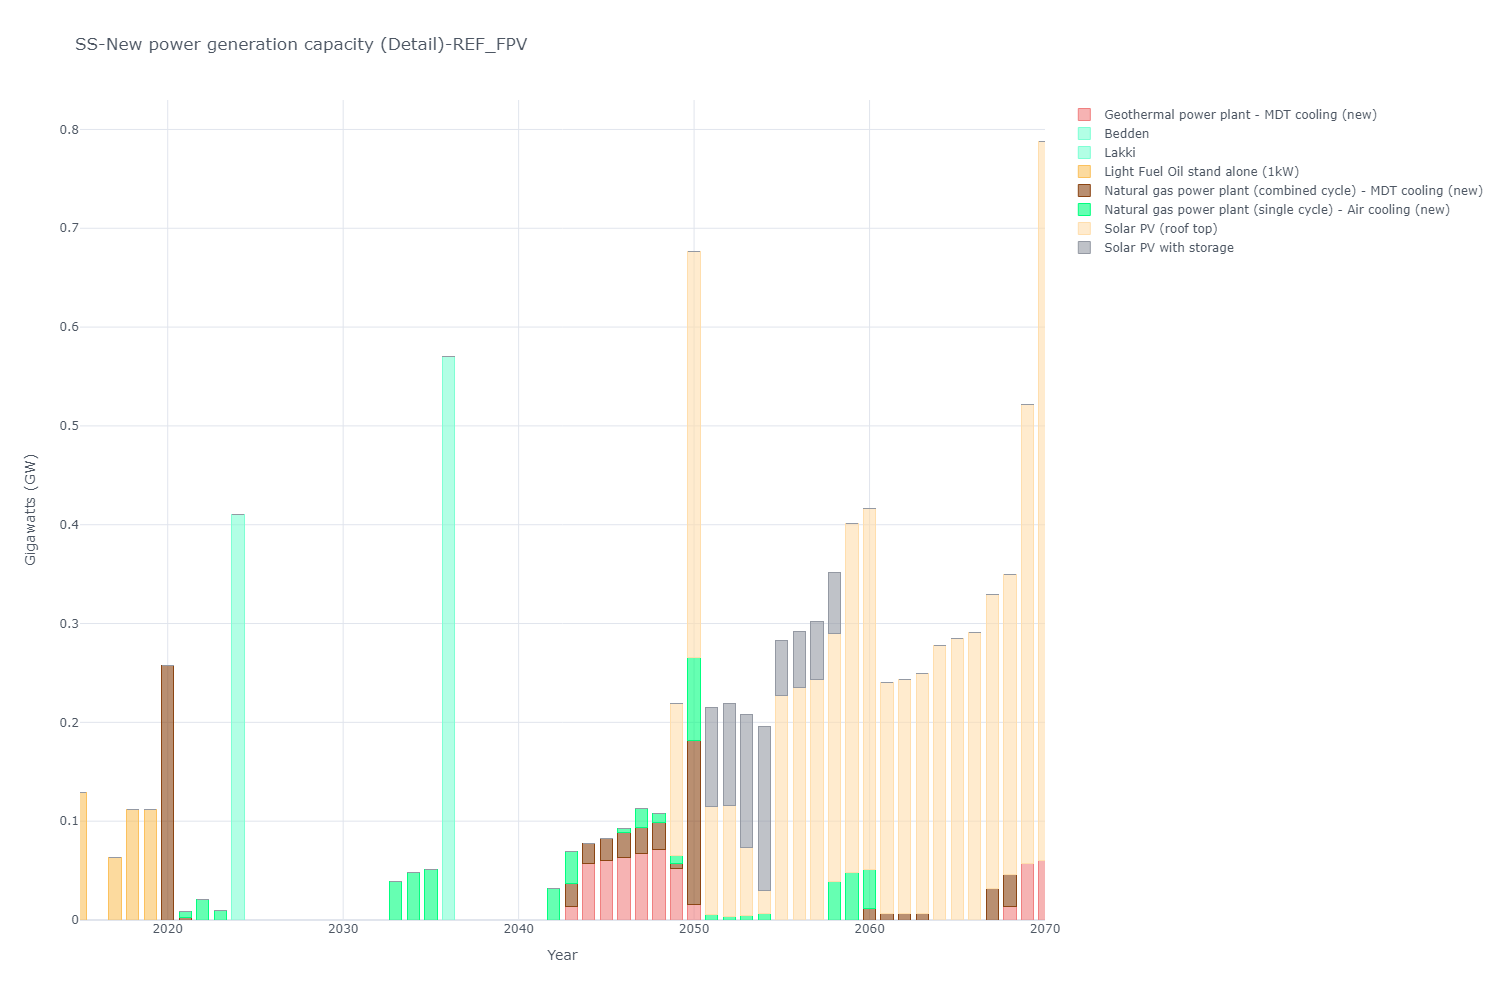 SS-New power generation capacity (Detail)-REF_FPV
Geothermal power plant - MDT cooling (new)
Bedden
Lakki
Light Fuel Oil stand alone (1kW)
Natural gas power plant (combined cycle) - MDT cooling (new)
Natural gas power plant (single cycle) - Air cooling (new)
Solar PV (roof top)
Solar PV with storage
0.8
0.7
0.6
0.5
0.4
0.3
0.2
0.1
0
Gigawatts (GW)
2020 2030 2040 2050 2060 2070
Year